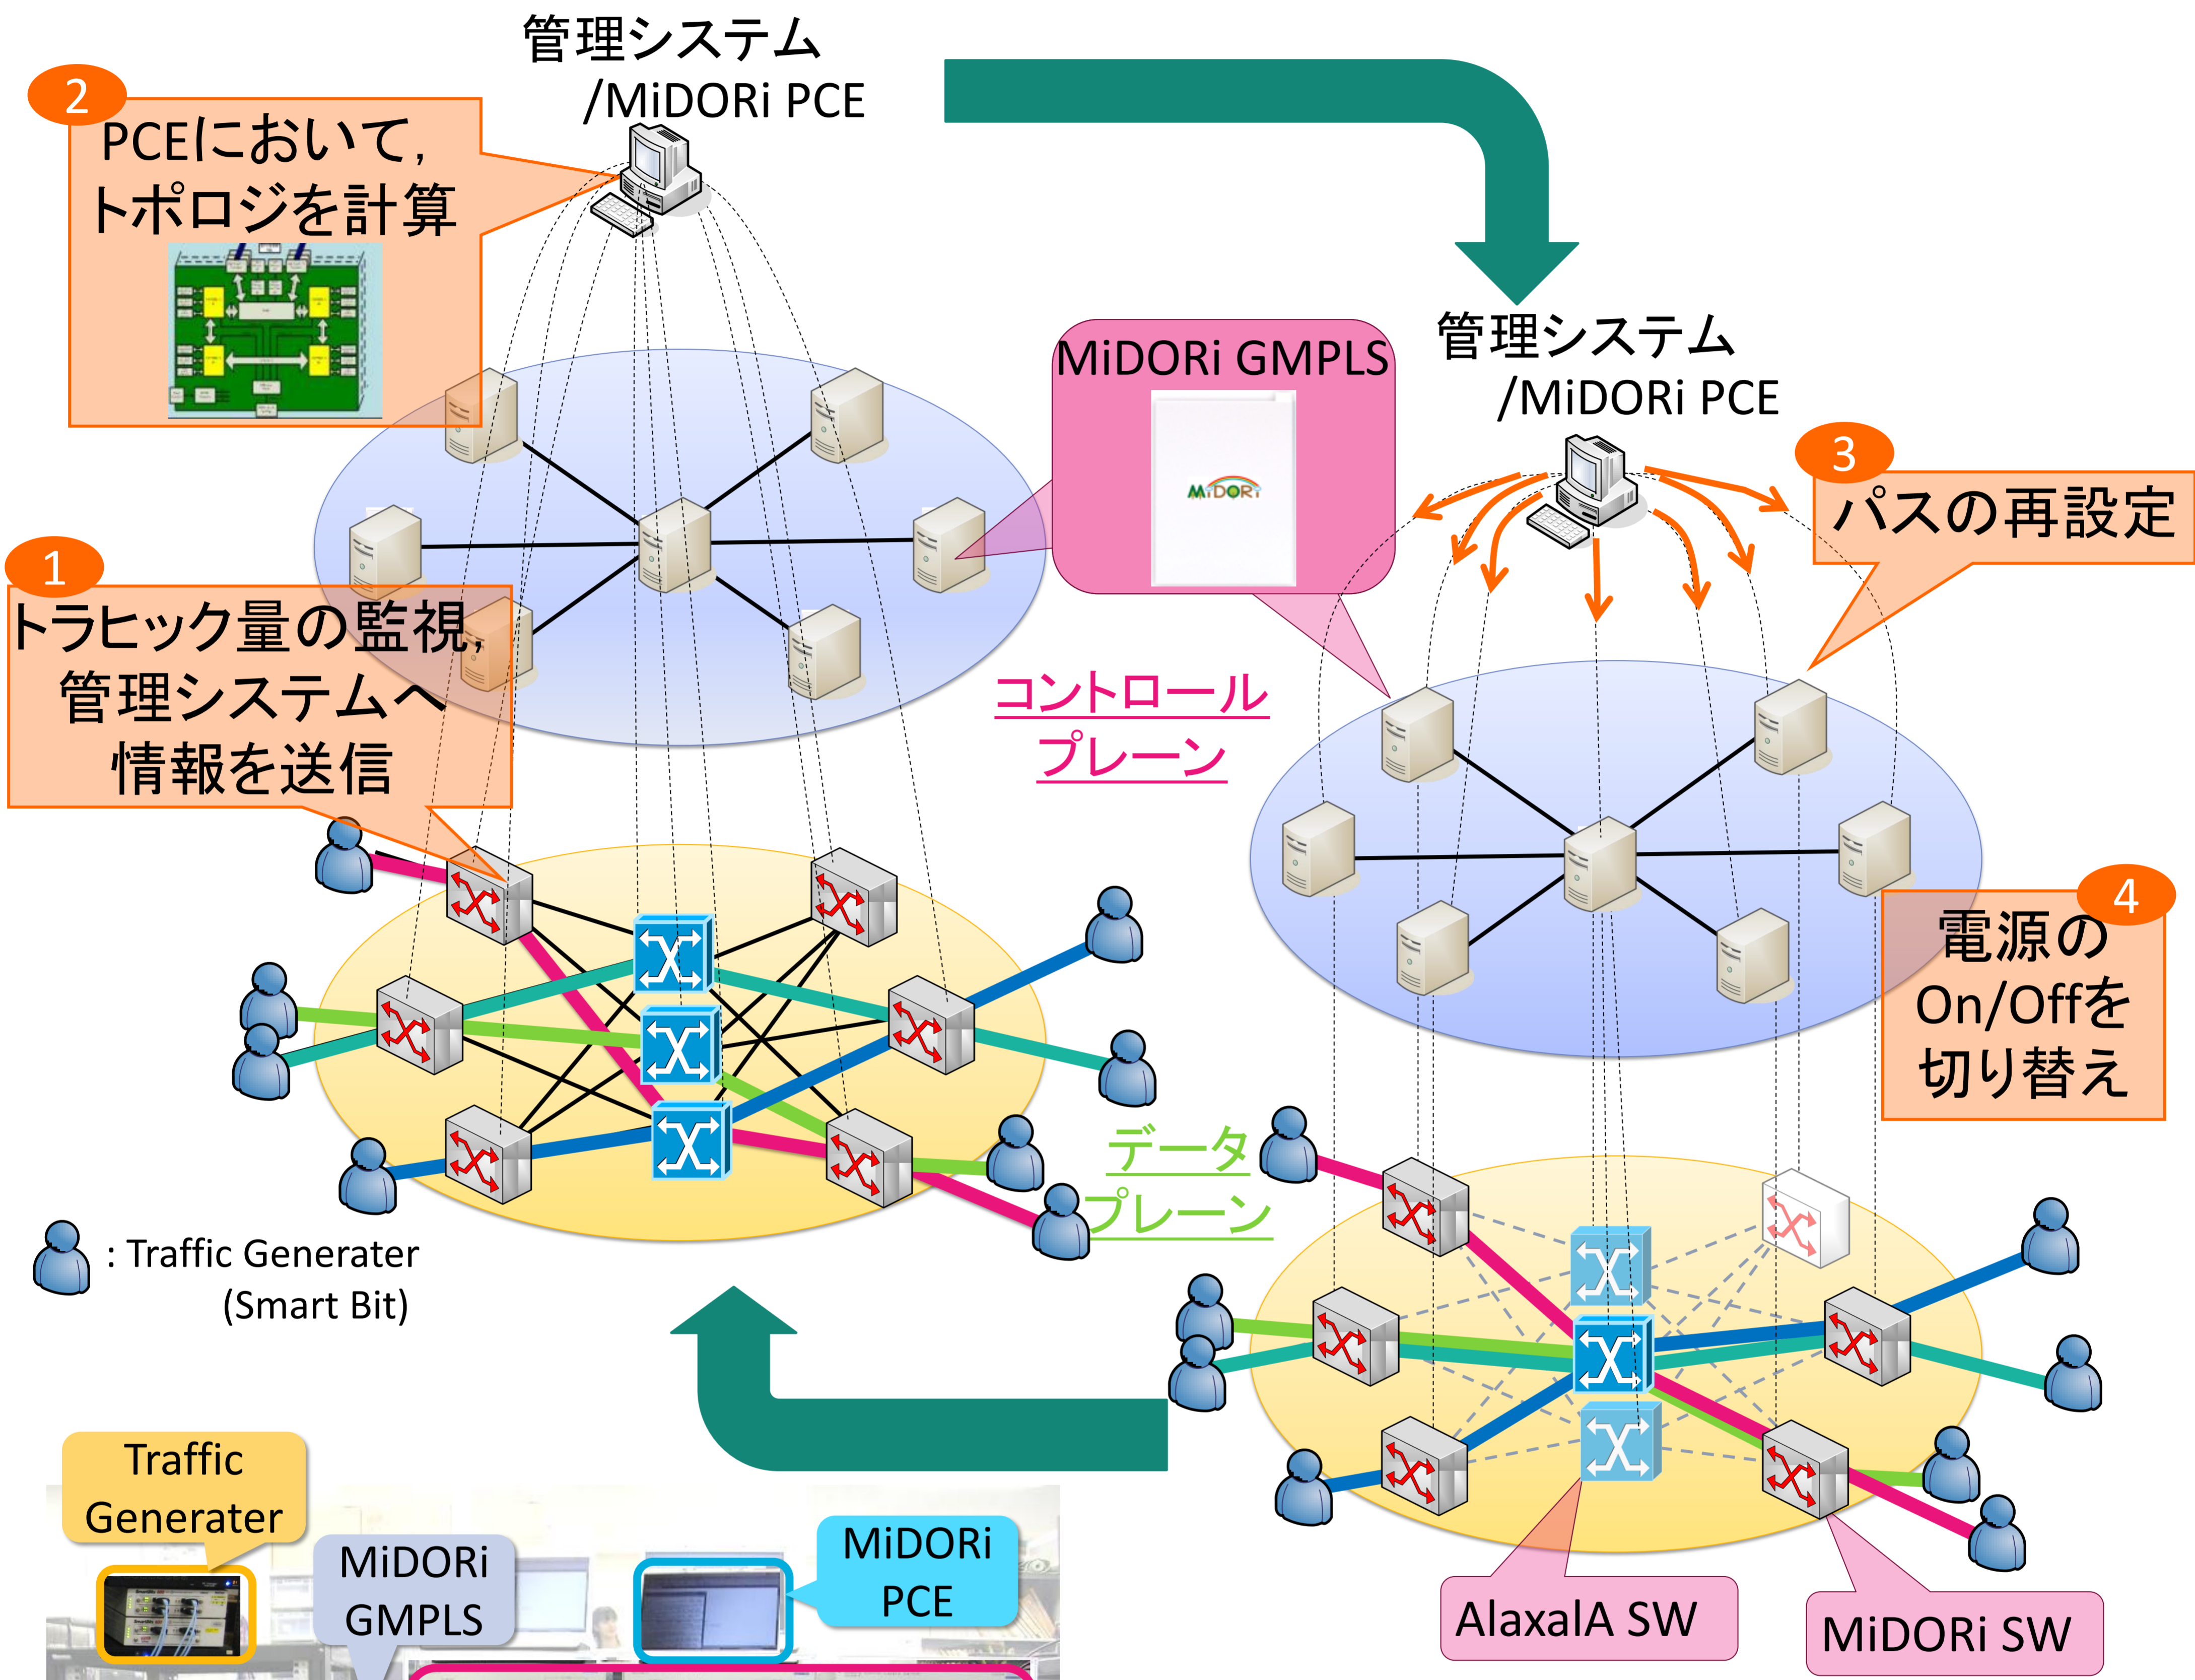 管理システム
/MiDORi PCE
2
PCEにおいて,
トポロジを計算
1
トラヒック量の監視,
管理システムへ
情報を送信
MiDORi GMPLS
MiDORi
管理システム
/MiDORi PCE
3
パスの再設定
コントロール
プレーン
4
電源の
On/Offを
切り替え
データ
プレーン
: Traffic Generater
(Smart Bit)
Traffic
Generater
MiDORi
GMPLS
MiDORi
PCE
AlaxalA SW
MiDORi SW